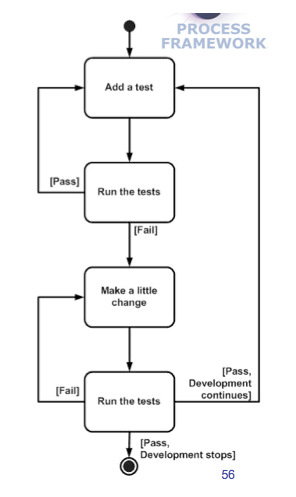 PROCESS
FRAMEWORK
Add a test
[Pass]
Run the tests
[Fail]
Make a little
change
[Fail]
Run the tests
[Pass,
Development
continues]
[Pass,
Development stops]
56